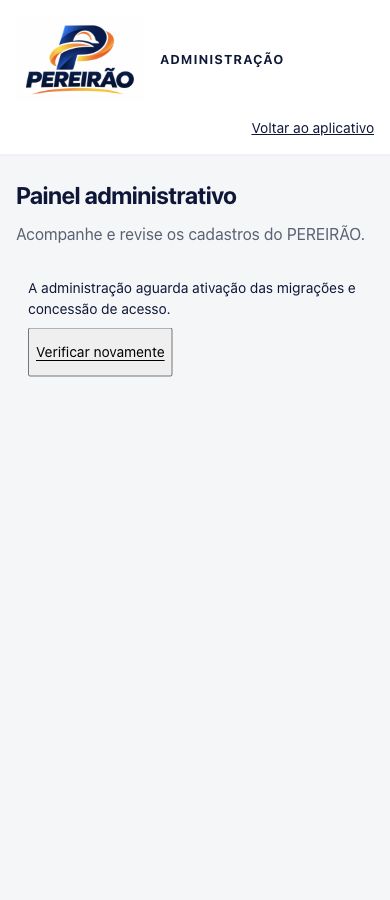 PEREIRÃO
ADMINISTRAÇÃO
Voltar ao aplicativo
Painel administrativo
Acompanhe e revise os cadastros do PEREIRÃO.
A administração aguarda ativação das migrações e
concessão de acesso.
Verificar novamente